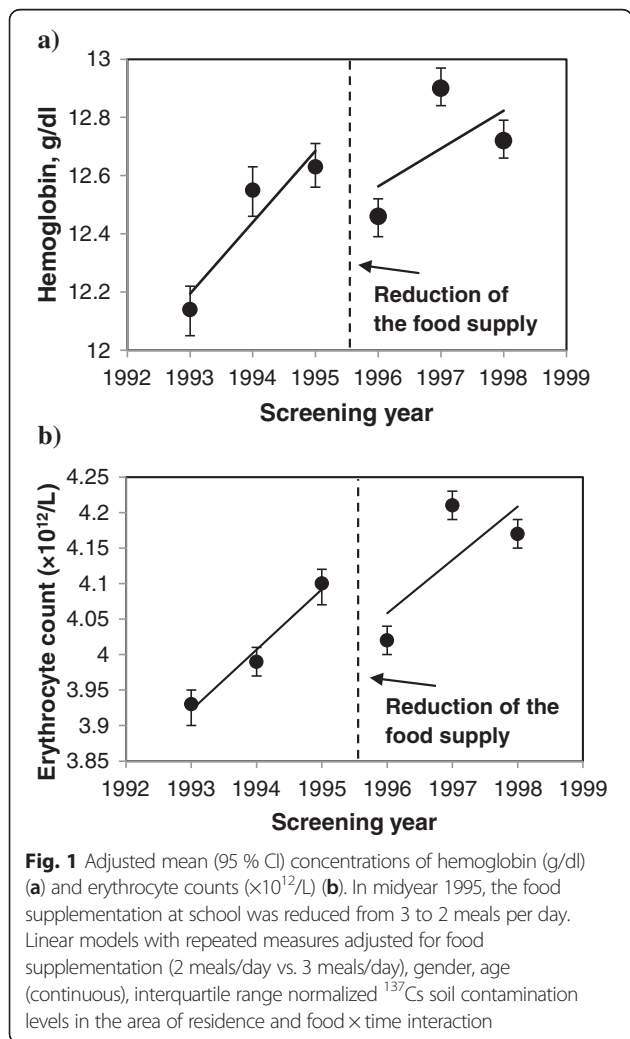 a)
13
12.8
12.6
12.4
12.2
12
Hemoglobin, g/dl
Reduction of
the food supply
1992 1993 1994 1995 1996 1997 1998 1999
Screening year
b)
4.25
4.2
4.15
4.1
4.05
4
3.95
3.9
3.85
Erythrocyte count (×10¹²/L)
Reduction of the
food supply
1992 1993 1994 1995 1996 1997 1998 1999
Screening year
Fig. 1 Adjusted mean (95 % CI) concentrations of hemoglobin (g/dl)
(a) and erythrocyte counts (×10¹²/L) (b). In midyear 1995, the food
supplementation at school was reduced from 3 to 2 meals per day.
Linear models with repeated measures adjusted for food
supplementation (2 meals/day vs. 3 meals/day), gender, age
(continuous), interquartile range normalized ¹³⁷Cs soil contamination
levels in the area of residence and food × time interaction